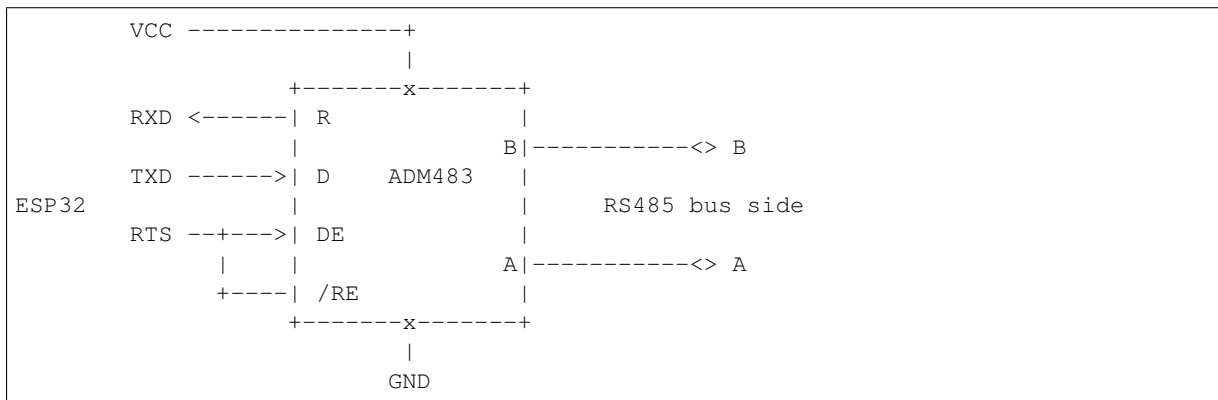 VCC ---------------+
|
+-------x-------+
RXD <------| R |
| B|-----------<> B
TXD ------>| D ADM483 |
ESP32 | | RS485 bus side
RTS --+--->| DE |
| | A|-----------<> A
+----| /RE |
+-------x-------+
|
GND